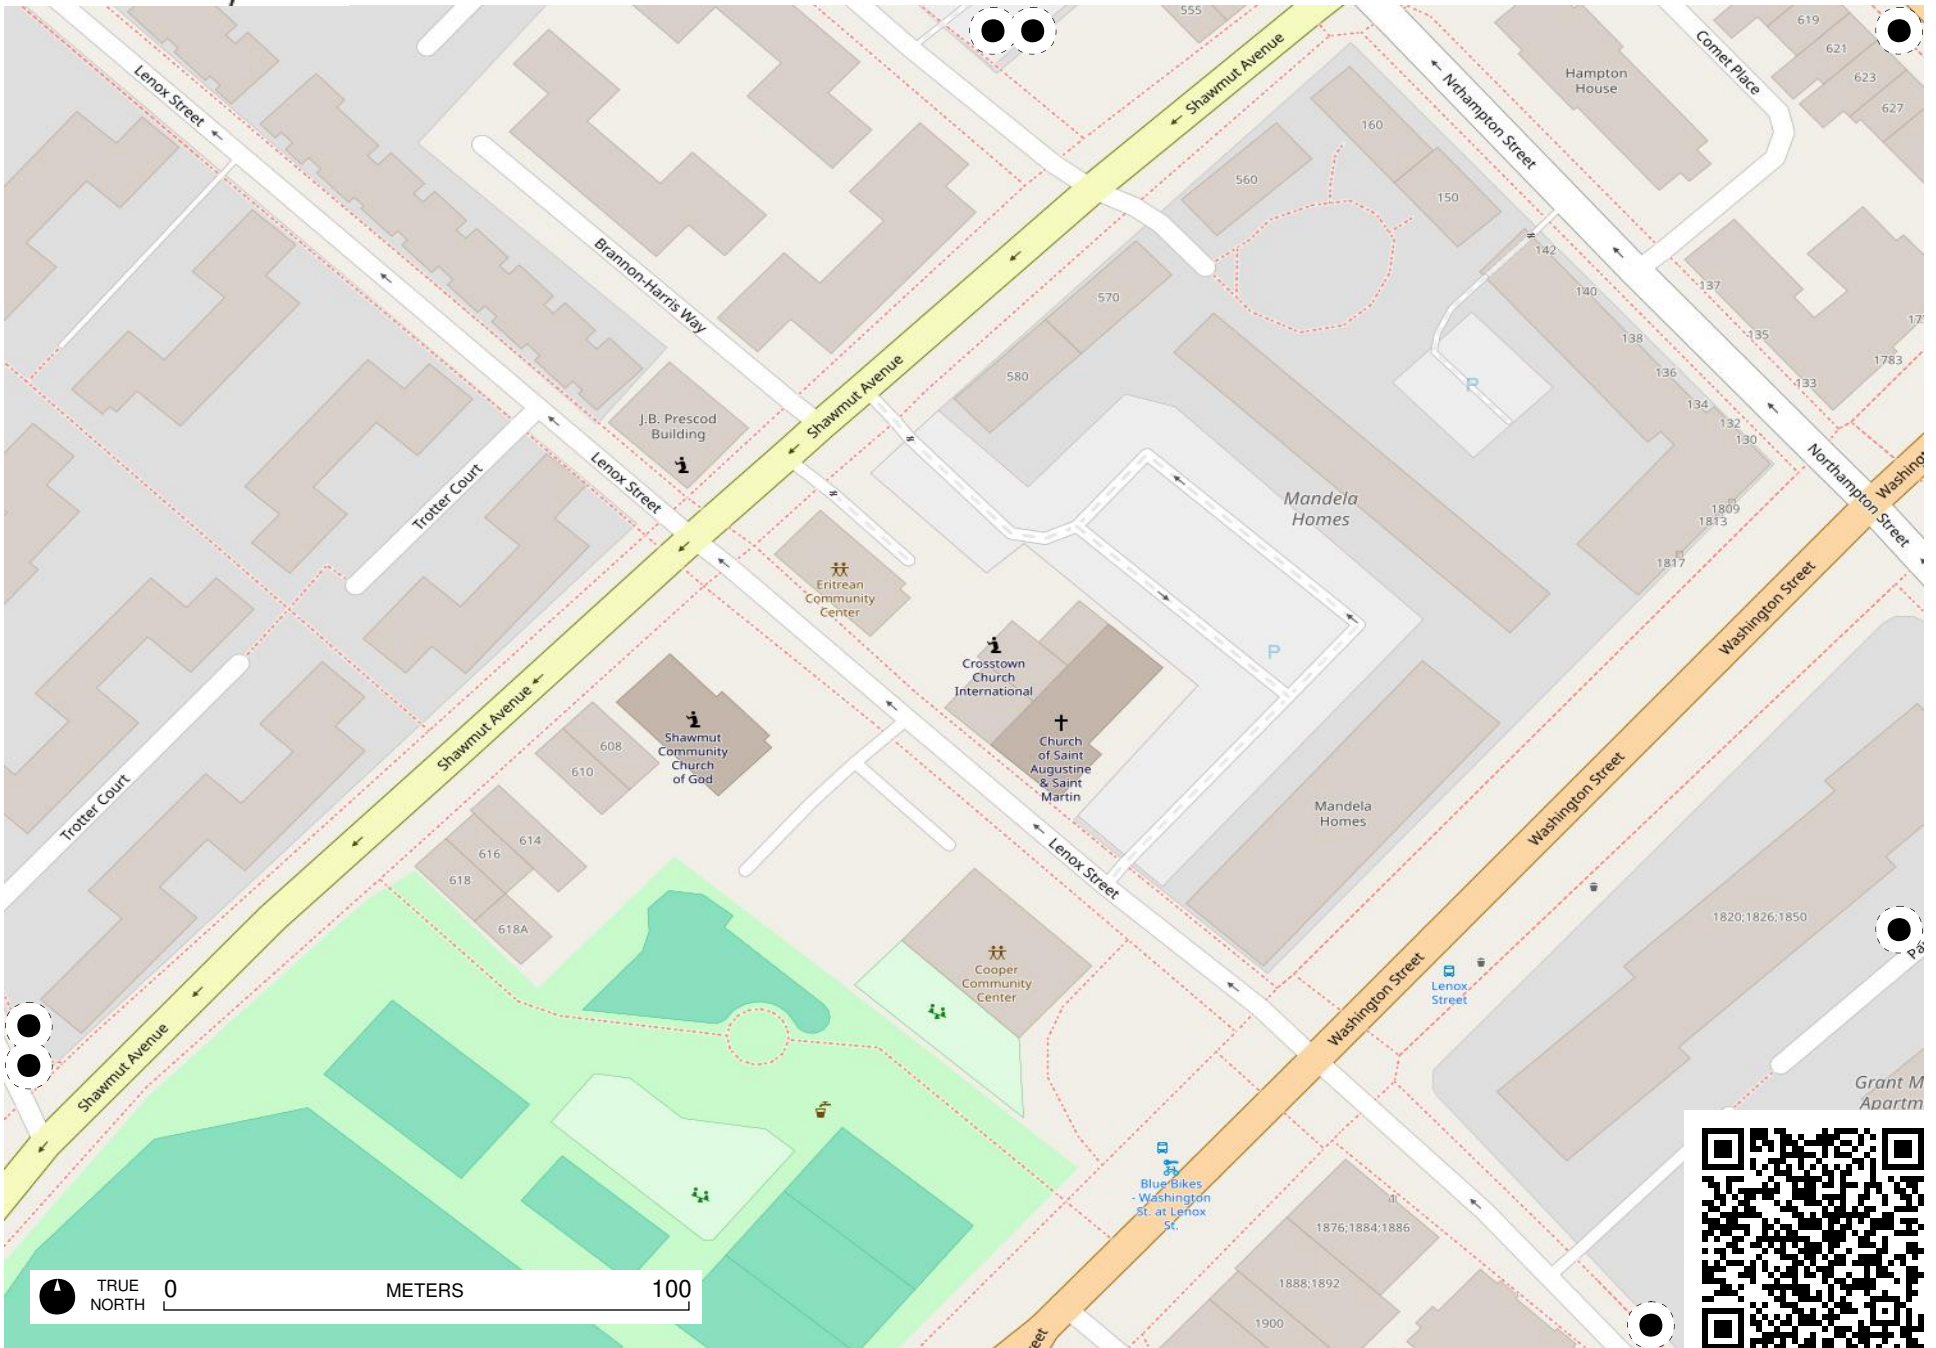 555
Shawmut Avenue
Northampton Street
Comet Place
Hampton
House
619
621
623
627
Lenox Street
160
560
150
142
Brannon-Harris Way
570
140
137
138
135
1783
580
136
133
134
132
130
Shawmut Avenue
J.B. Prescod
Building
Lenox Street
Trotter Court
Mandela
Homes
Northampton Street
1809
1813
1817
Eritrean
Community
Center
Crosstown
Church
International
Washington Street
Shawmut Avenue
608
610
Shawmut
Community
Church
of God
Church
of Saint
Augustine
& Saint
Martin
Mandela
Homes
Washington Street
Trotter Court
614
616
618
618A
Lenox Street
1820;1826;1850
Cooper
Community
Center
Washington Street
Lenox
Street
Shawmut Avenue
Grant M
Apartm
Blue Bikes
- Washington
St. at Lenox
St.
1876;1884;1886
1888;1892
1900
TRUE
NORTH
0 METERS 100